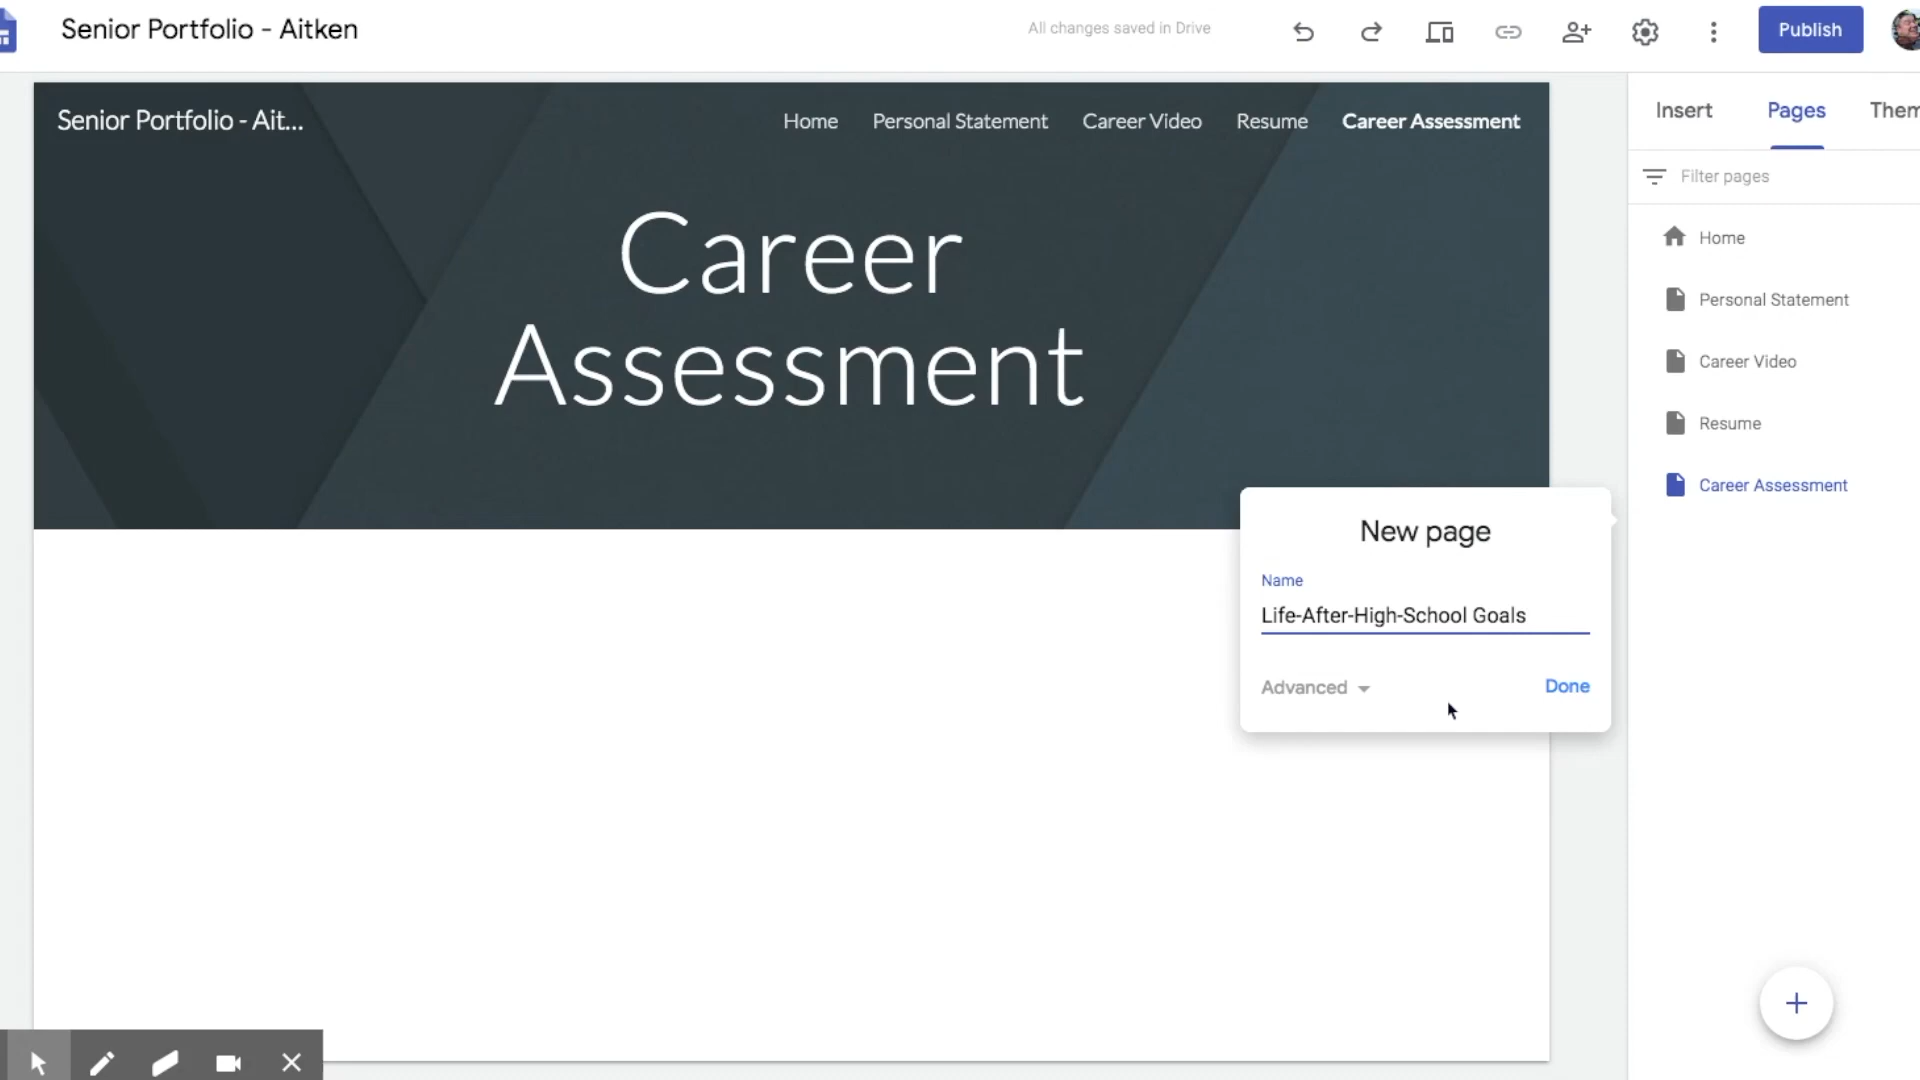 Senior Portfolio - Aitken
All changes saved in Drive
Publish
Senior Portfolio - Ait...
Home
Personal Statement
Career Video
Resume
Career Assessment
Career
Assessment
Insert
Pages
Them
Filter pages
Home
Personal Statement
Career Video
Resume
Career Assessment
New page
Name
Life-After-High-School Goals
Advanced
Done